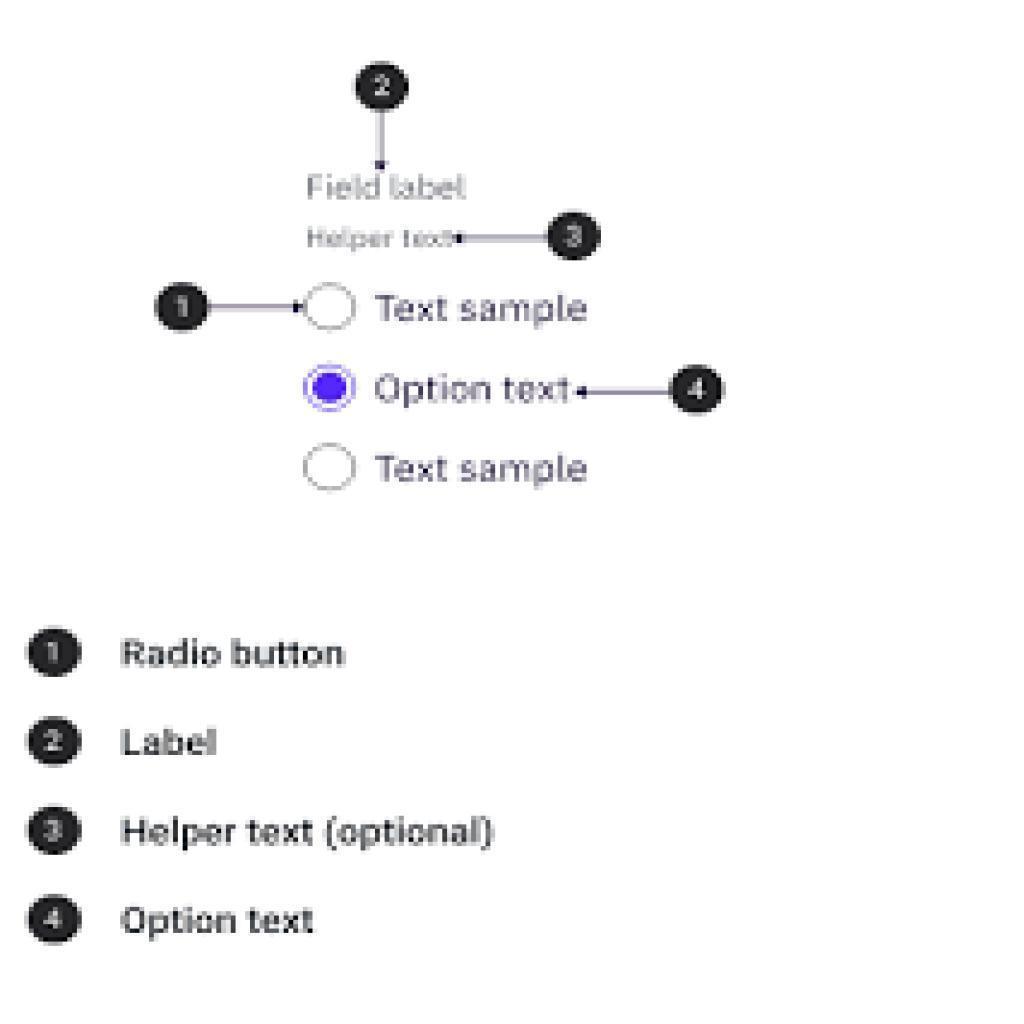 2
Field label
Helper text 3
1 Text sample
Option text 4
Text sample
1 Radio button
2 Label
3 Helper text (optional)
4 Option text